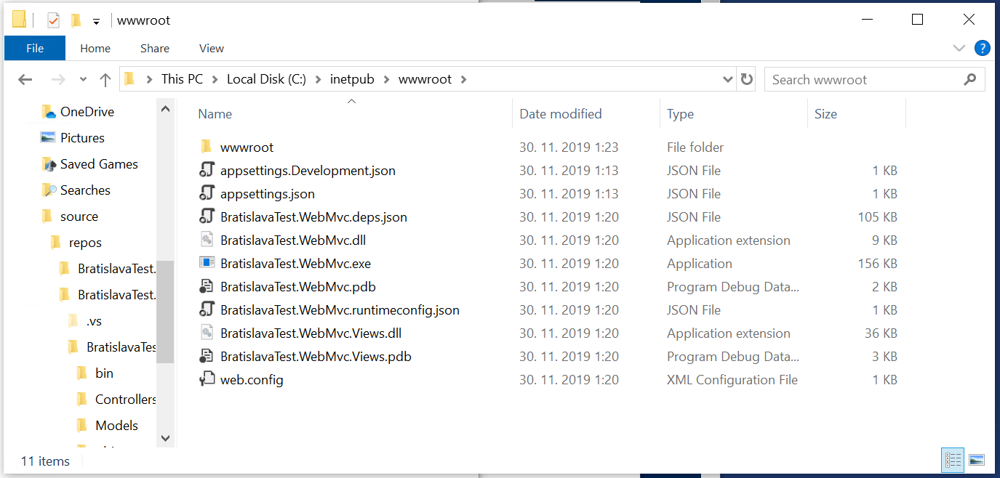 wwwroot
File Home Share View ?
This PC Local Disk (C:) inetpub wwwroot Search wwwroot
Name Date modified Type Size
OneDrive
Pictures
Saved Games
Searches
source
repos
BratislavaTest.
BratislavaTest.
.vs
BratislavaTes
bin
Controllers
Models
wwwroot 30. 11. 2019 1:23 File folder
appsettings.Development.json 30. 11. 2019 1:13 JSON File 1 KB
appsettings.json 30. 11. 2019 1:13 JSON File 1 KB
BratislavaTest.WebMvc.deps.json 30. 11. 2019 1:20 JSON File 105 KB
BratislavaTest.WebMvc.dll 30. 11. 2019 1:20 Application extension 9 KB
BratislavaTest.WebMvc.exe 30. 11. 2019 1:20 Application 156 KB
BratislavaTest.WebMvc.pdb 30. 11. 2019 1:20 Program Debug Data... 2 KB
BratislavaTest.WebMvc.runtimeconfig.json 30. 11. 2019 1:20 JSON File 1 KB
BratislavaTest.WebMvc.Views.dll 30. 11. 2019 1:20 Application extension 36 KB
BratislavaTest.WebMvc.Views.pdb 30. 11. 2019 1:20 Program Debug Data... 3 KB
web.config 30. 11. 2019 1:20 XML Configuration File 1 KB
11 items